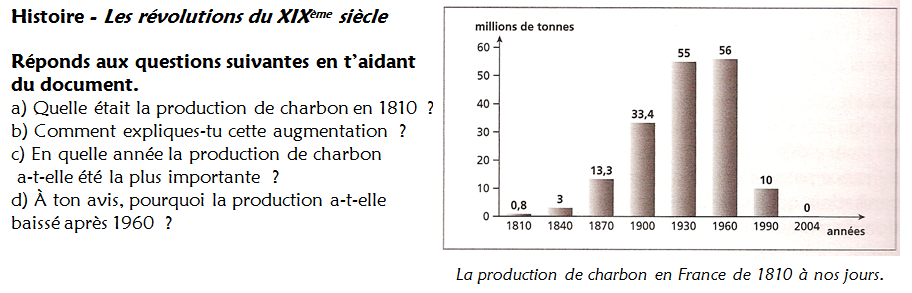 Histoire - Les révolutions du XIXème siècle
Réponds aux questions suivantes en t'aidant
du document.
a) Quelle était la production de charbon en 1810 ?
b) Comment expliques-tu cette augmentation ?
c) En quelle année la production de charbon
a-t-elle été la plus importante ?
d) À ton avis, pourquoi la production a-t-elle
baissé après 1960 ?
millions de tonnes
60
50
40
30
20
10
0
0,8
3
13,3
33,4
55
56
10
0
1810 1840 1870 1900 1930 1960 1990 2004 années
La production de charbon en France de 1810 à nos jours.